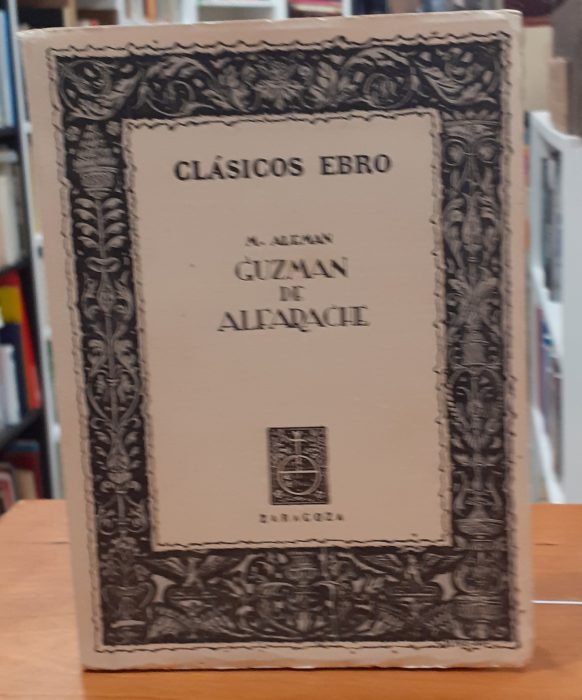 CLÁSICOS EBRO
M. ALEMAN
GUZMAN
DE
ALFARACHE
ZARAGOZA